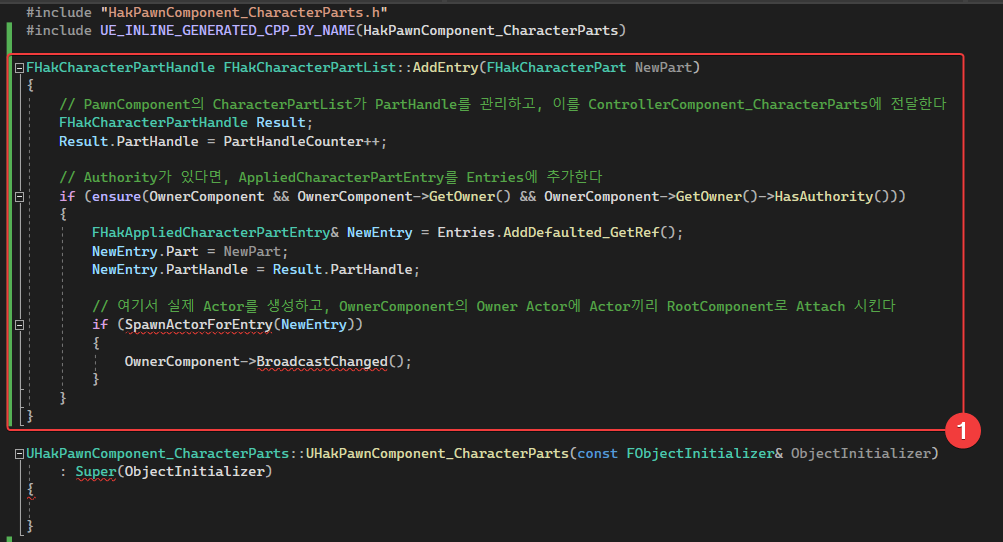 #include "HakPawnComponent_CharacterParts.h"
#include UE_INLINE_GENERATED_CPP_BY_NAME(HakPawnComponent_CharacterParts)
FHakCharacterPartHandle FHakCharacterPartList::AddEntry(FHakCharacterPart NewPart)
{
// PawnComponent의 CharacterPartList가 PartHandle를 관리하고, 이를 ControllerComponent_CharacterParts에 전달한다
FHakCharacterPartHandle Result;
Result.PartHandle = PartHandleCounter++;
// Authority가 있다면, AppliedCharacterPartEntry를 Entries에 추가한다
if (ensure(OwnerComponent && OwnerComponent->GetOwner() && OwnerComponent->GetOwner()->HasAuthority()))
{
FHakAppliedCharacterPartEntry& NewEntry = Entries.AddDefaulted_GetRef();
NewEntry.Part = NewPart;
NewEntry.PartHandle = Result.PartHandle;
// 여기서 실제 Actor를 생성하고, OwnerComponent의 Owner Actor에 Actor끼리 RootComponent로 Attach 시킨다
if (SpawnActorForEntry(NewEntry))
{
OwnerComponent->BroadcastChanged();
}
}
}
1
UHakPawnComponent_CharacterParts::UHakPawnComponent_CharacterParts(const FObjectInitializer& ObjectInitializer)
: Super(ObjectInitializer)
{
}